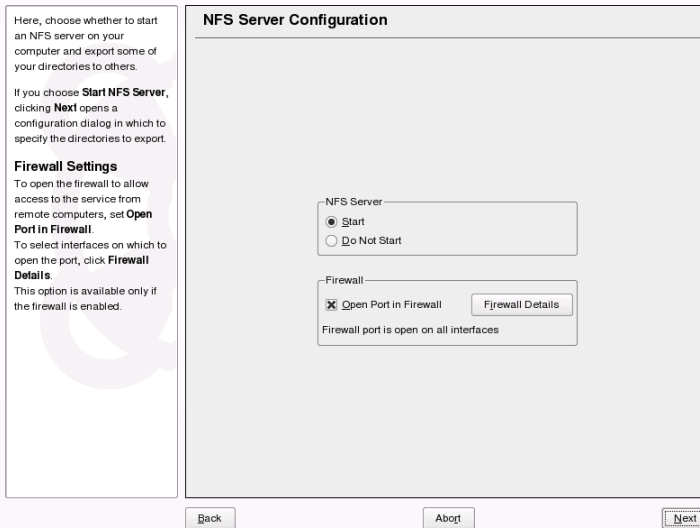 Here, choose whether to start
an NFS server on your
computer and export some of
your directories to others.
If you choose Start NFS Server,
clicking Next opens a
configuration dialog in which to
specify the directories to export.
Firewall Settings
To open the firewall to allow
access to the service from
remote computers, set Open
Port in Firewall.
To select interfaces on which to
open the port, click Firewall
Details.
This option is available only if
the firewall is enabled.
NFS Server Configuration
NFS Server
Start
Do Not Start
Firewall
Open Port in Firewall
Firewall Details
Firewall port is open on all interfaces
Back
Abort
Next